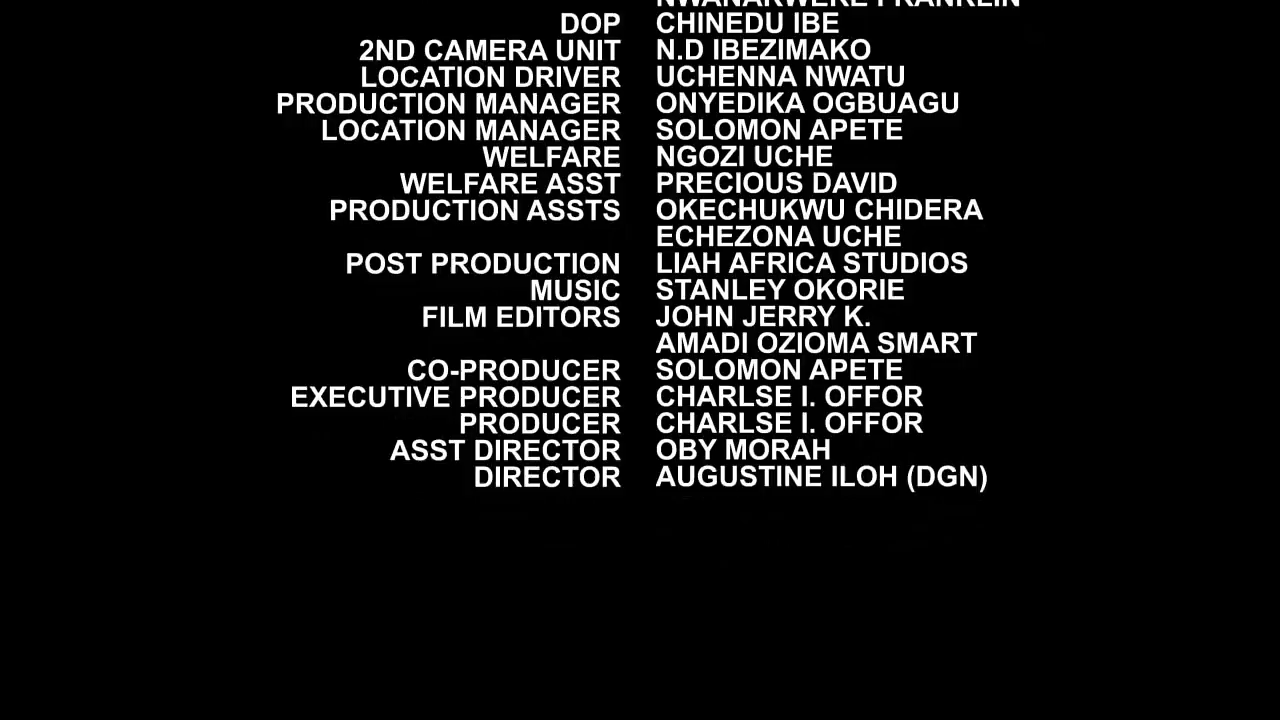 NWANAKWERE FRANKLIN
DOP CHINEDU IBE
2ND CAMERA UNIT N.D IBEZIMAKO
LOCATION DRIVER UCHENNA NWATU
PRODUCTION MANAGER ONYEDIKA OGBUAGU
LOCATION MANAGER SOLOMON APETE
WELFARE NGOZI UCHE
WELFARE ASST PRECIOUS DAVID
PRODUCTION ASSTS OKECHUKWU CHIDERA
ECHEZONA UCHE
POST PRODUCTION LIAH AFRICA STUDIOS
MUSIC STANLEY OKORIE
FILM EDITORS JOHN JERRY K.
AMADI OZIOMA SMART
CO-PRODUCER SOLOMON APETE
EXECUTIVE PRODUCER CHARLSE I. OFFOR
PRODUCER CHARLSE I. OFFOR
ASST DIRECTOR OBY MORAH
DIRECTOR AUGUSTINE ILOH (DGN)